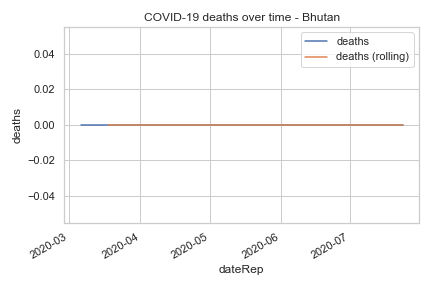 COVID-19 deaths over time - Bhutan
deaths
deaths (rolling)
0.04
0.02
0.00
−0.02
−0.04
deaths
2020-03
2020-04
2020-05
2020-06
2020-07
dateRep